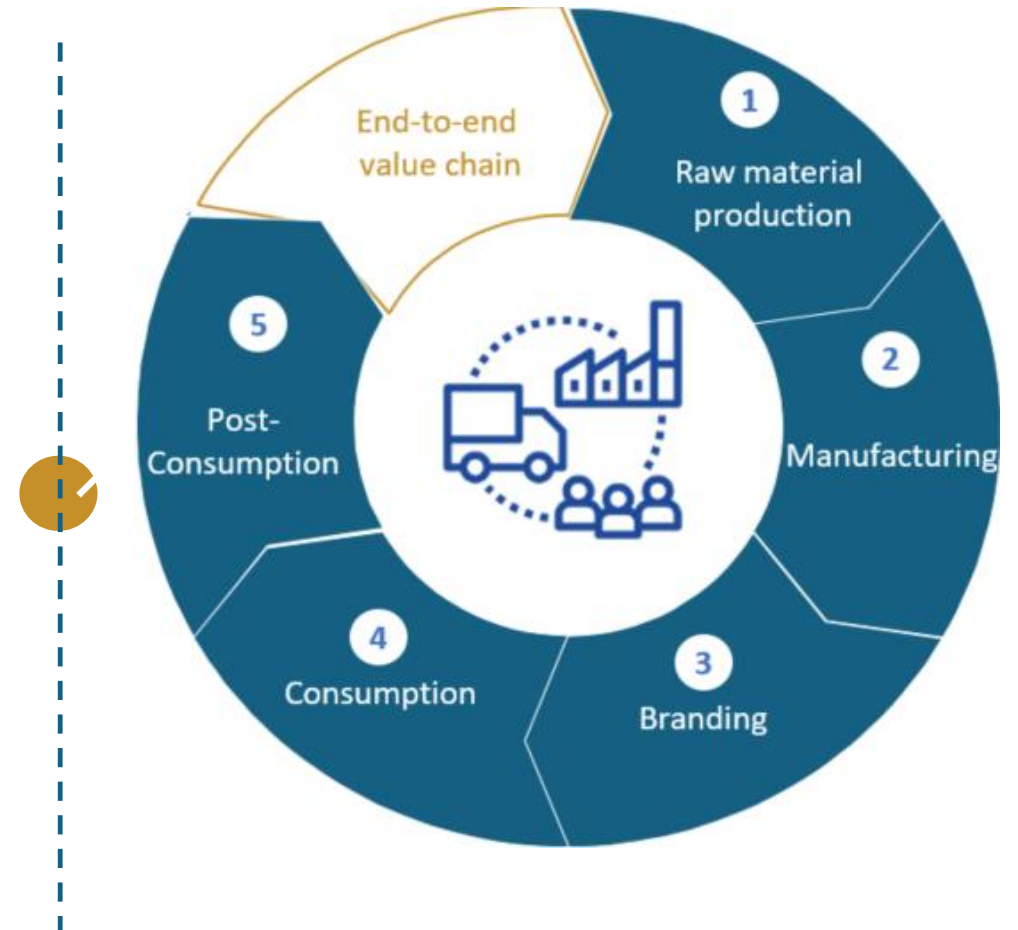 End-to-end
value chain
1
Raw material
production
2
Manufacturing
3
Branding
4
Consumption
5
Post-
Consumption